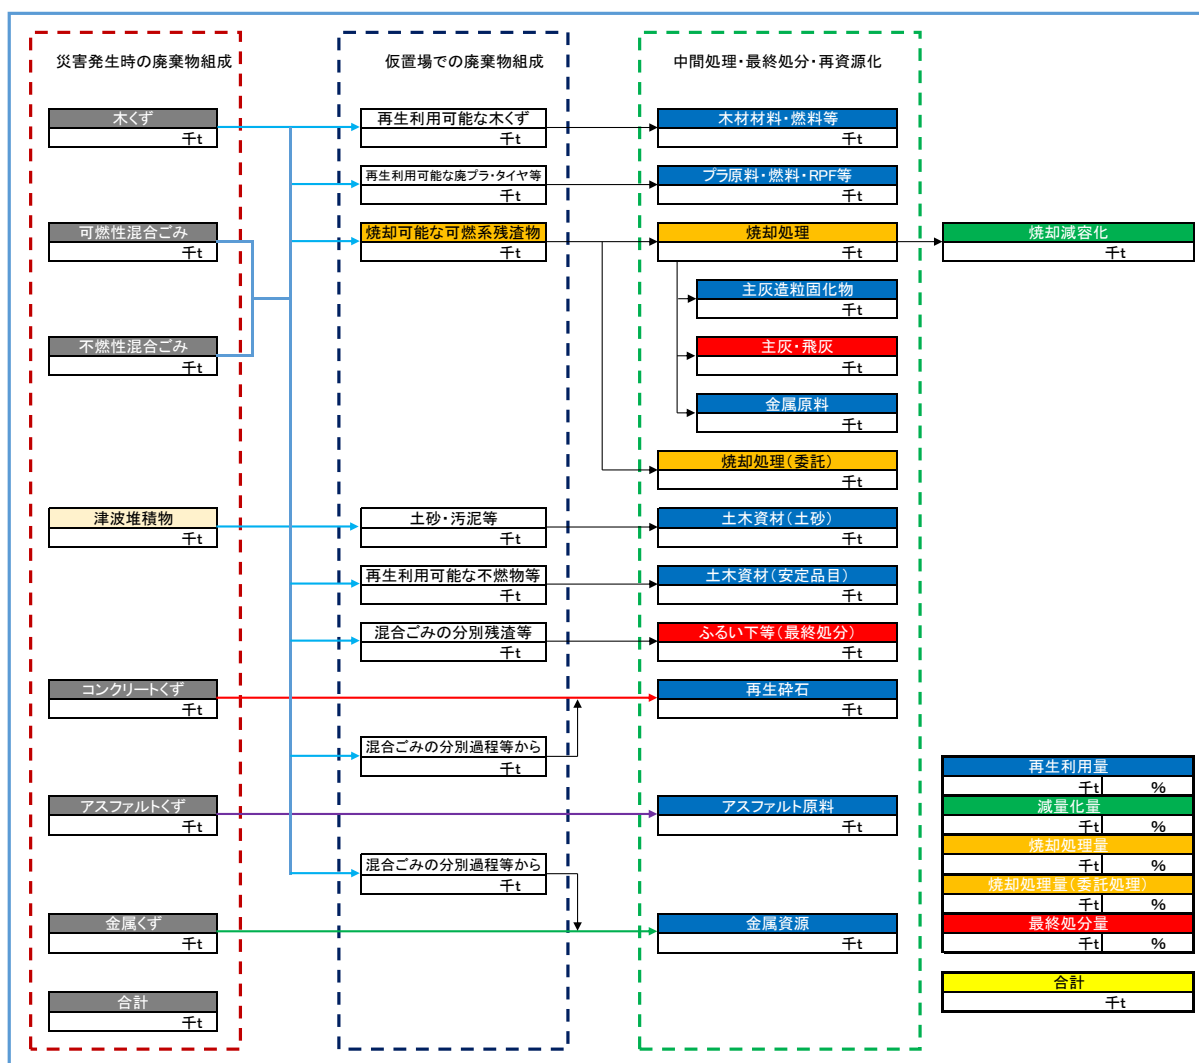 災害発生時の廃棄物組成
木くず
千t
可燃性混合ごみ
千t
不燃性混合ごみ
千t
津波堆積物
千t
コンクリートくず
千t
アスファルトくず
千t
金属くず
千t
合計
千t
仮置場での廃棄物組成
再生利用可能な木くず
千t
再生利用可能な廃プラ・タイヤ等
千t
焼却可能な可燃系残渣物
千t
土砂・汚泥等
千t
再生利用可能な不燃物等
千t
混合ごみの分別残渣等
千t
混合ごみの分別過程等から
千t
混合ごみの分別過程等から
千t
中間処理・最終処分・再資源化
木材材料・燃料等
千t
プラ原料・燃料・RPF等
千t
焼却処理
千t
主灰造粒固化物
千t
主灰・飛灰
千t
金属原料
千t
焼却処理(委託)
千t
土木資材(土砂)
千t
土木資材(安定品目)
千t
ふるい下等(最終処分)
千t
再生砕石
千t
アスファルト原料
千t
金属資源
千t
焼却減容化
千t
再生利用量
千t %
減量化量
千t %
焼却処理量
千t %
焼却処理量(委託処理)
千t %
最終処分量
千t %
合計
千t